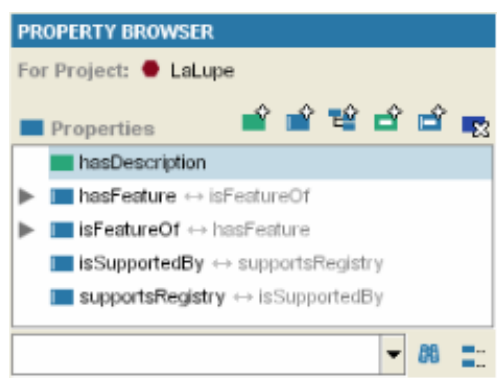 PROPERTY BROWSER
For Project: LaLupe
Properties
hasDescription
hasFeature ↔ isFeatureOf
isFeatureOf ↔ hasFeature
isSupportedBy ↔ supportsRegistry
supportsRegistry ↔ isSupportedBy